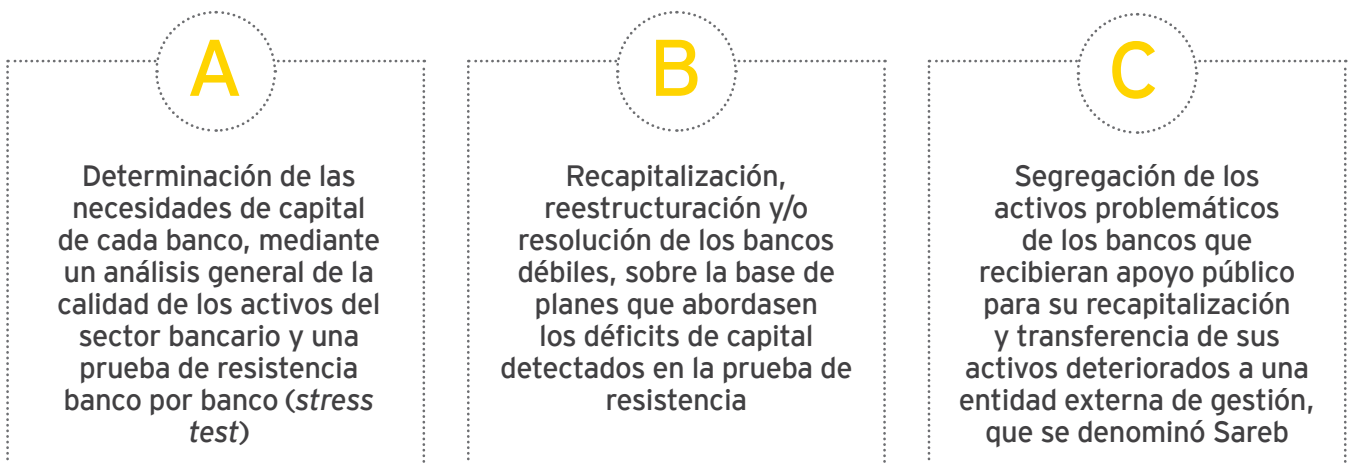 A
Determinación de las
necesidades de capital
de cada banco, mediante
un análisis general de la
calidad de los activos del
sector bancario y una
prueba de resistencia
banco por banco (stress
test)
B
Recapitalización,
reestructuración y/o
resolución de los bancos
débiles, sobre la base de
planes que abordasen
los déficits de capital
detectados en la prueba de
resistencia
C
Segregación de los
activos problemáticos
de los bancos que
recibieran apoyo público
para su recapitalización
y transferencia de sus
activos deteriorados a una
entidad externa de gestión,
que se denominó Sareb